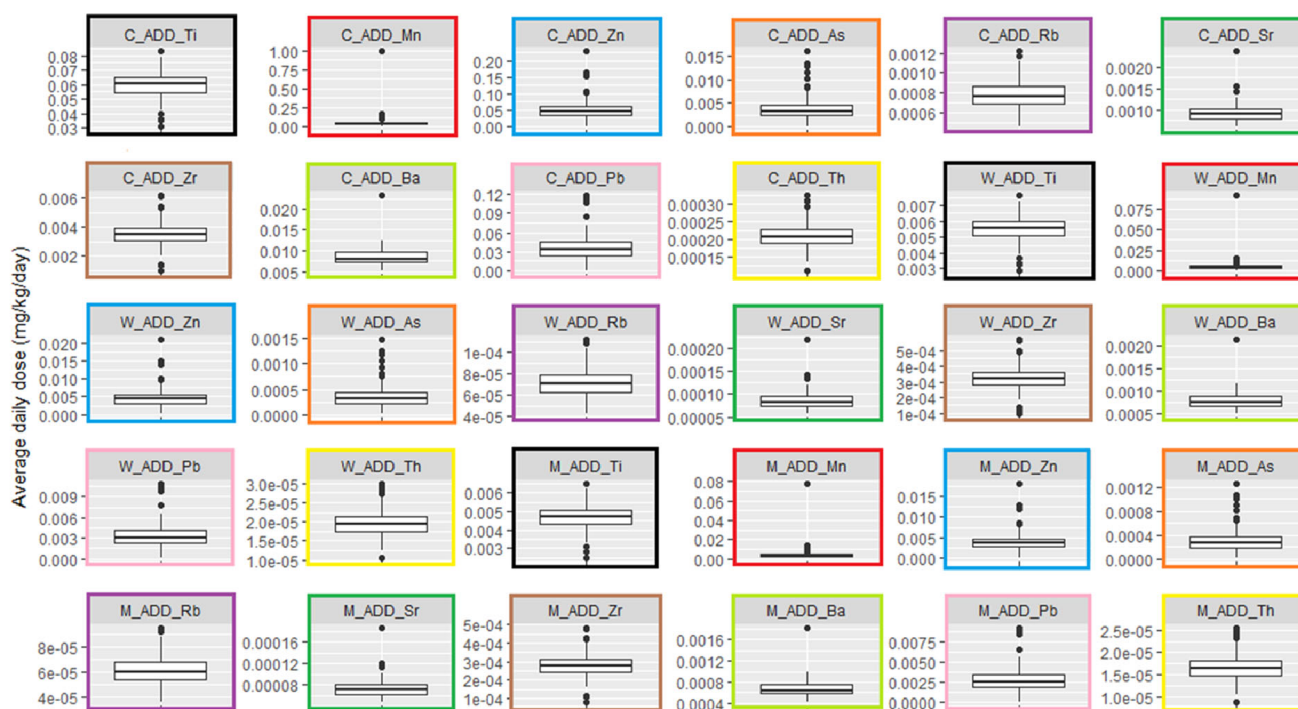 Average daily dose (mg/kg/day)
C_ADD_Ti C_ADD_Mn C_ADD_Zn C_ADD_As C_ADD_Rb C_ADD_Sr
0.08 0.07 0.06 0.05 0.04 0.03
1.00 0.75 0.50 0.25 0.00
0.20 0.15 0.10 0.05 0.00
0.015 0.010 0.005 0.000
0.0012 0.0010 0.0008 0.0006
0.0020 0.0015 0.0010
C_ADD_Zr C_ADD_Ba C_ADD_Pb C_ADD_Th W_ADD_Ti W_ADD_Mn
0.006 0.004 0.002
0.020 0.015 0.010 0.005
0.12 0.09 0.06 0.03 0.00
0.00030 0.00025 0.00020 0.00015
0.007 0.006 0.005 0.004 0.003
0.075 0.050 0.025 0.000
W_ADD_Zn W_ADD_As W_ADD_Rb W_ADD_Sr W_ADD_Zr W_ADD_Ba
0.020 0.015 0.010 0.005 0.000
0.0015 0.0010 0.0005 0.0000
1e-04 8e-05 6e-05 4e-05
0.00020 0.00015 0.00010 0.00005
5e-04 4e-04 3e-04 2e-04 1e-04
0.0020 0.0015 0.0010 0.0005
W_ADD_Pb W_ADD_Th M_ADD_Ti M_ADD_Mn M_ADD_Zn M_ADD_As
0.009 0.006 0.003 0.000
3.0e-05 2.5e-05 2.0e-05 1.5e-05 1.0e-05
0.006 0.005 0.004 0.003
0.08 0.06 0.04 0.02 0.00
0.015 0.010 0.005 0.000
0.0012 0.0008 0.0004 0.0000
M_ADD_Rb M_ADD_Sr M_ADD_Zr M_ADD_Ba M_ADD_Pb M_ADD_Th
8e-05 6e-05 4e-05
0.00016 0.00012 0.00008
5e-04 4e-04 3e-04 2e-04 1e-04
0.0016 0.0012 0.0008 0.0004
0.0075 0.0050 0.0025 0.0000
2.5e-05 2.0e-05 1.5e-05 1.0e-05